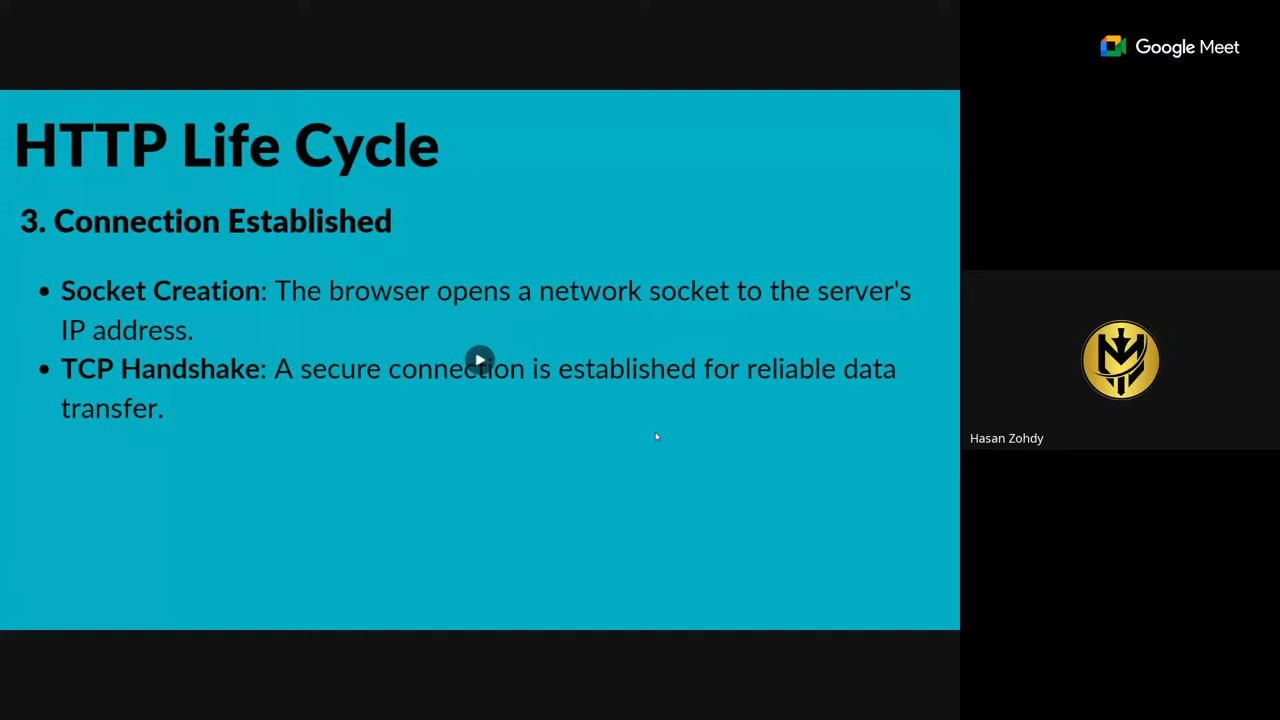 Google Meet
HTTP Life Cycle
3. Connection Established
• Socket Creation: The browser opens a network socket to the server's
IP address.
• TCP Handshake: A secure connection is established for reliable data
transfer.
Hasan Zohdy